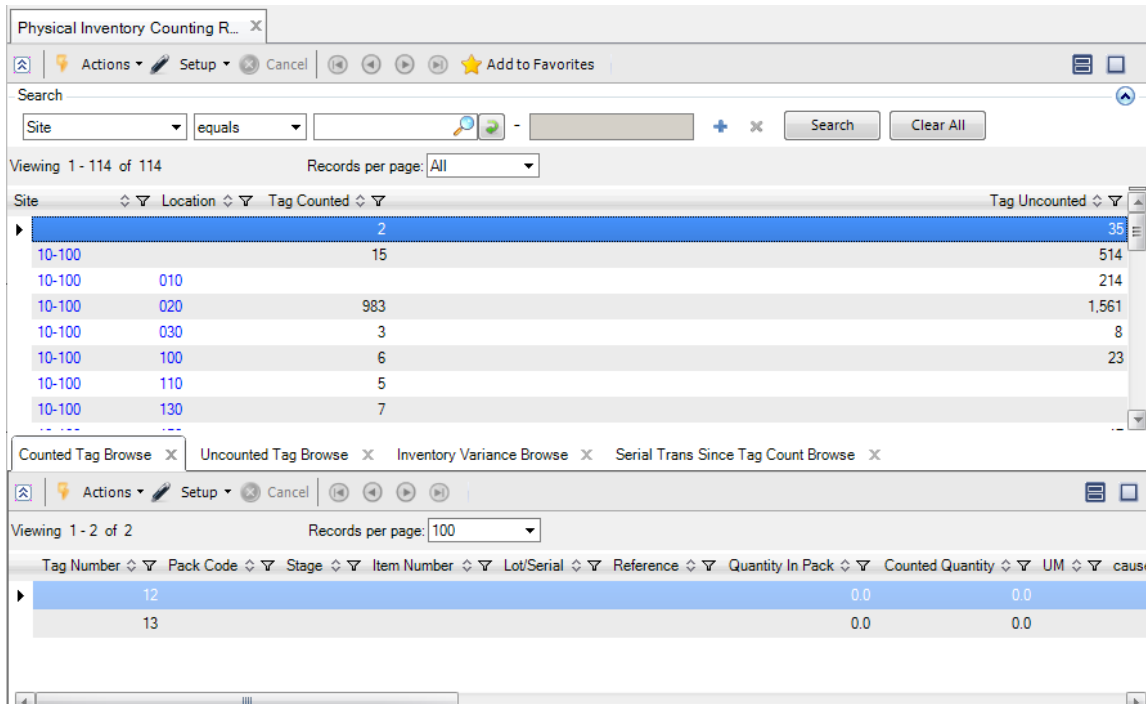 Physical Inventory Counting R...
Actions Setup Cancel Add to Favorites
Search
Site equals - Search Clear All
Viewing 1 - 114 of 114 Records per page: All
Site Location Tag Counted Tag Uncounted
2 35
10-100 15 514
10-100 010 214
10-100 020 983 1,561
10-100 030 3 8
10-100 100 6 23
10-100 110 5
10-100 130 7
Counted Tag Browse Uncounted Tag Browse Inventory Variance Browse Serial Trans Since Tag Count Browse
Actions Setup Cancel
Viewing 1 - 2 of 2 Records per page: 100
Tag Number Pack Code Stage Item Number Lot/Serial Reference Quantity In Pack Counted Quantity UM cause
12 0.0 0.0
13 0.0 0.0